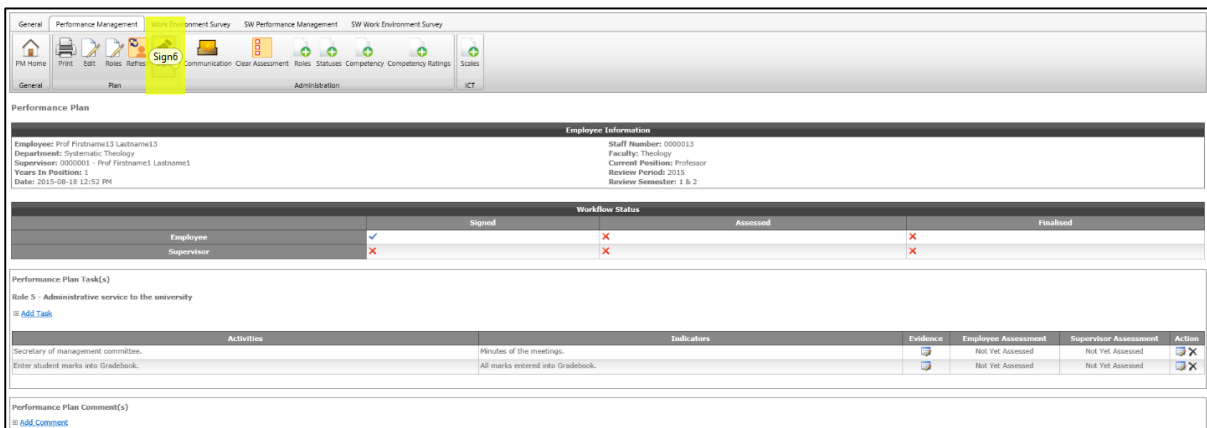 General Performance Management Work Environment Survey SW Performance Management SW Work Environment Survey
PM Home Print Edit Roles Refresh Sign6 Communication Clear Assessment Roles Statuses Competency Competency Ratings Scales
General Plan Administration ICT
Performance Plan
Employee Information
Employee: Prof Firstname13 Lastname13 Staff Number: 0000013
Department: Systematic Theology Faculty: Theology
Supervisor: 0000001 - Prof Firstname1 Lastname1 Current Position: Professor
Years In Position: 1 Review Period: 2015
Date: 2015-08-18 12:52 PM Review Semester: 1 & 2
Workflow Status
Signed Assessed Finalised
Employee
Supervisor
Performance Plan Task(s)
Role 5 - Administrative service to the university
Add Task
Activities Indicators Evidence Employee Assessment Supervisor Assessment Action
Secretary of management committee. Minutes of the meetings. Not Yet Assessed Not Yet Assessed
Enter student marks into Gradebook. All marks entered into Gradebook. Not Yet Assessed Not Yet Assessed
Performance Plan Comment(s)
Add Comment